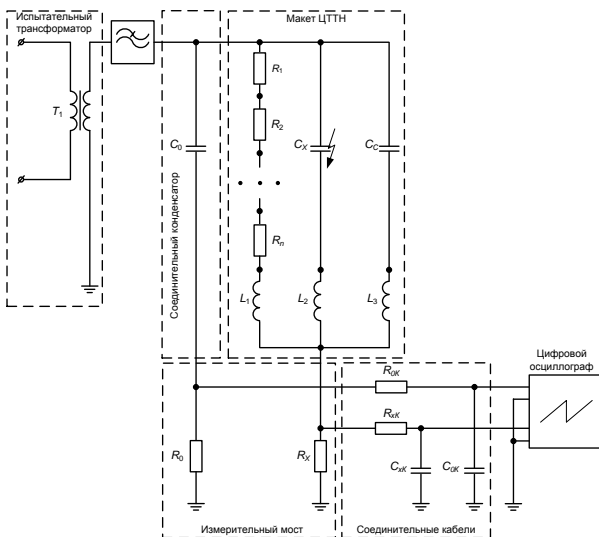 Испытательный
трансформатор
Макет ЦТТН
T1
Соединительный конденсатор
C0
R1
R2
Rn
CX
CC
L1
L2
L3
R0К
RхК
R0
RX
CхК
C0К
Цифровой
осциллограф
Измерительный мост
Соединительные кабели